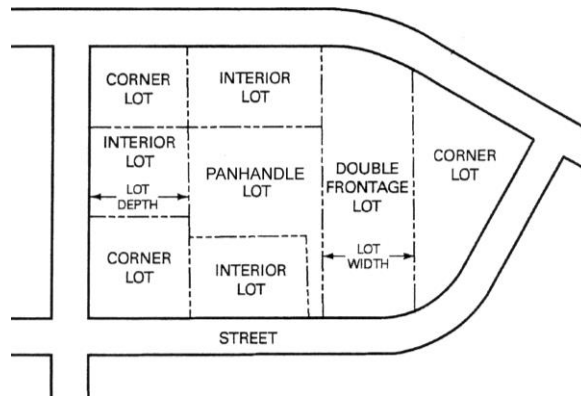 CORNER
LOT
INTERIOR
LOT
INTERIOR
LOT
LOT
DEPTH
PANHANDLE
LOT
DOUBLE
FRONTAGE
LOT
CORNER
LOT
LOT
WIDTH
CORNER
LOT
INTERIOR
LOT
STREET